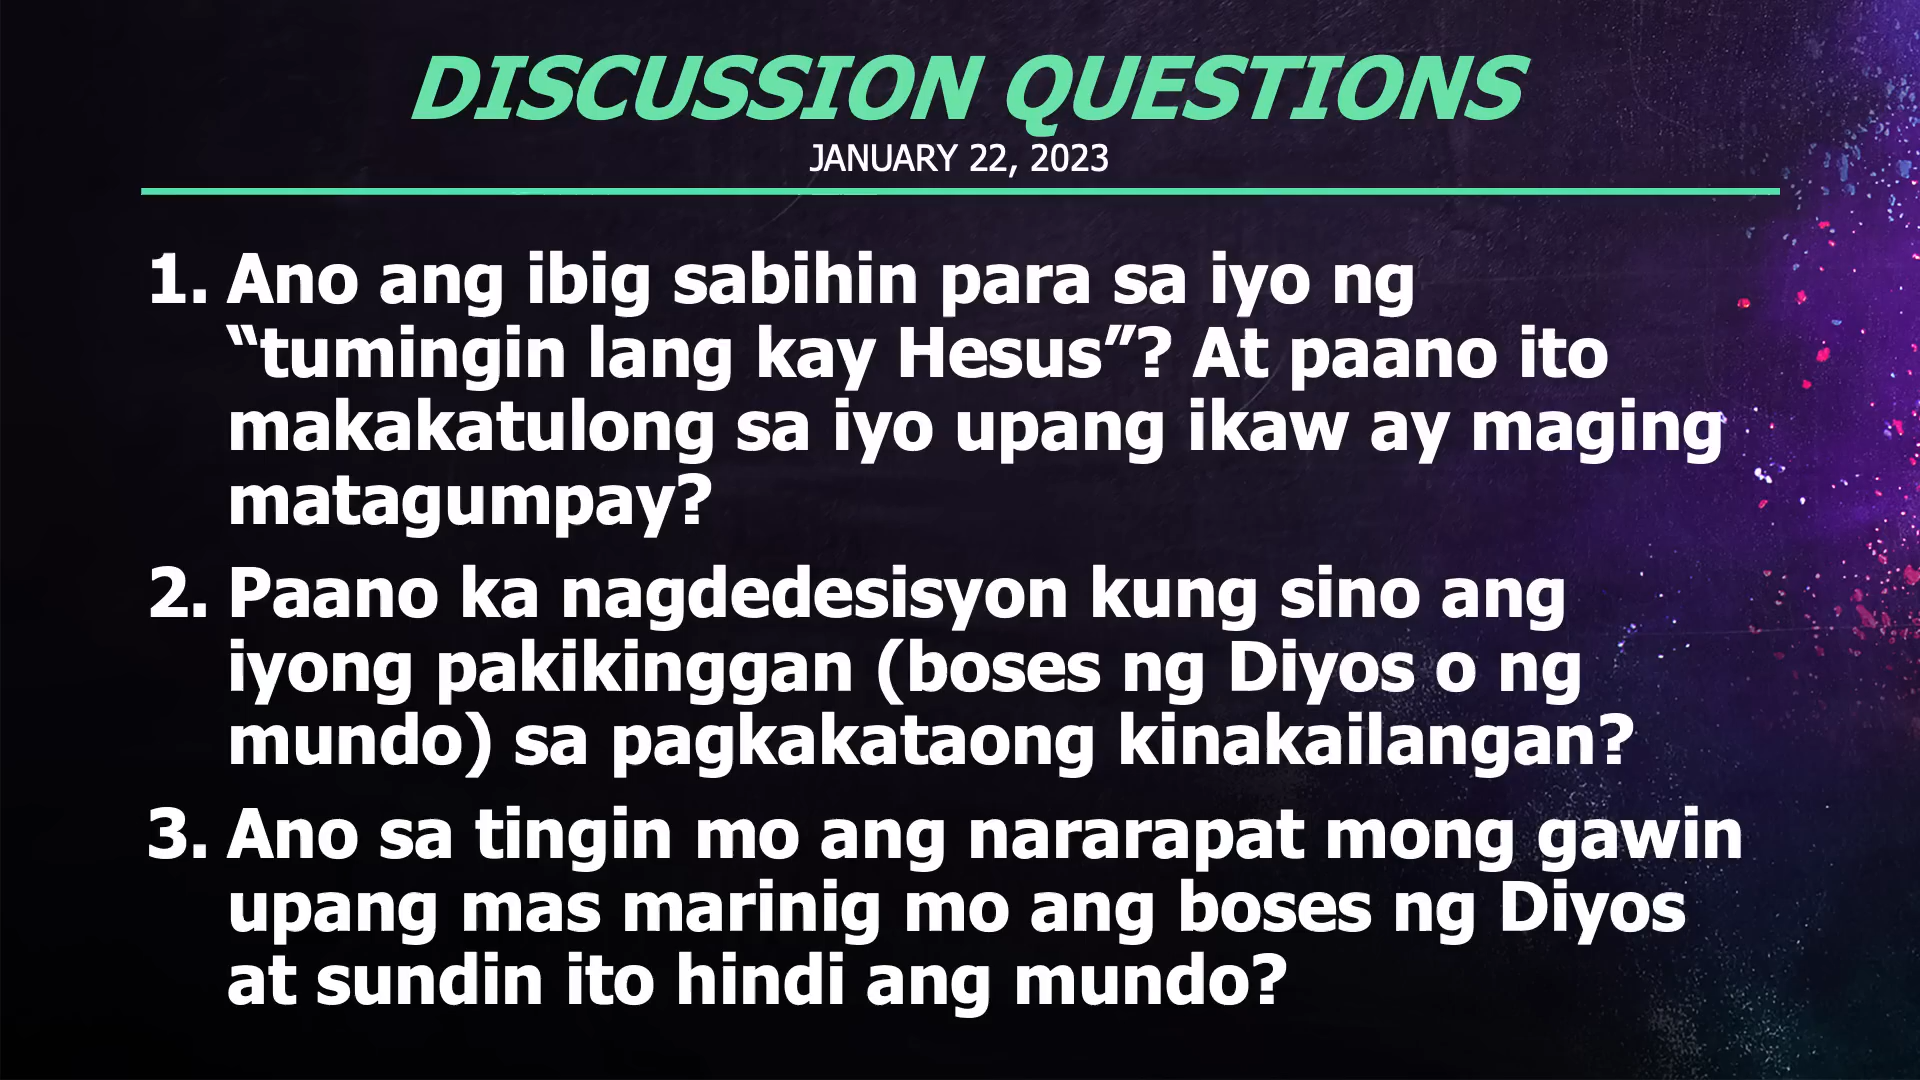 DISCUSSION QUESTIONS
JANUARY 22, 2023
1. Ano ang ibig sabihin para sa iyo ng
“tumingin lang kay Hesus”? At paano ito
makakatulong sa iyo upang ikaw ay maging
matagumpay?
2. Paano ka nagdedesisyon kung sino ang
iyong pakikinggan (boses ng Diyos o ng
mundo) sa pagkakataong kinakailangan?
3. Ano sa tingin mo ang nararapat mong gawin
upang mas marinig mo ang boses ng Diyos
at sundin ito hindi ang mundo?